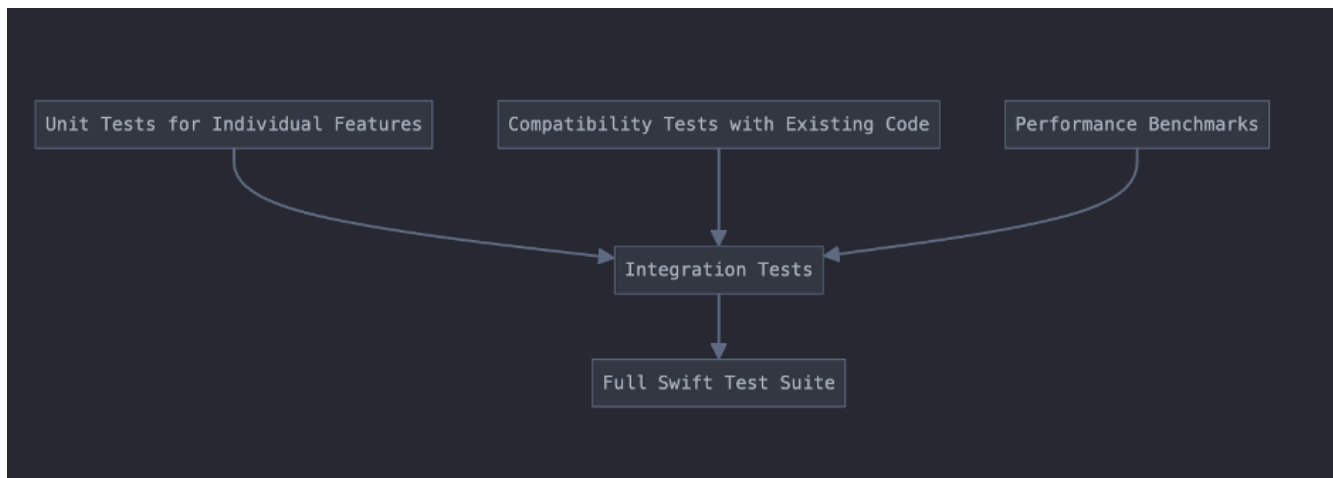 Unit Tests for Individual Features
Compatibility Tests with Existing Code
Performance Benchmarks
Integration Tests
Full Swift Test Suite